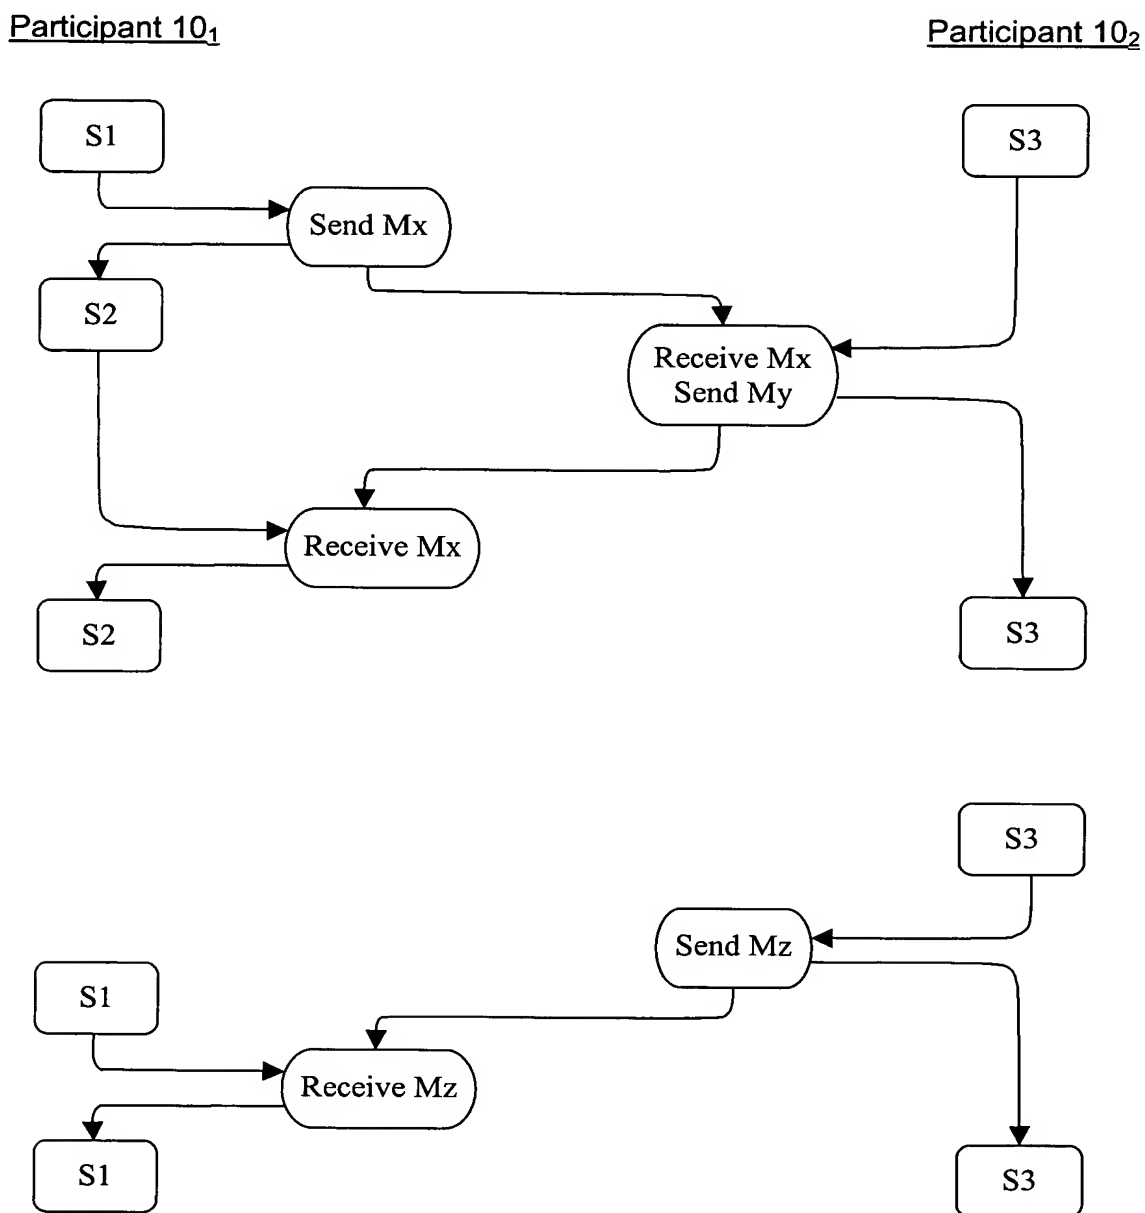 Participant 10₁
Participant 10₂
S1
S3
Send Mx
S2
Receive Mx
Send My
Receive Mx
S2
S3
S3
Send Mz
S1
Receive Mz
S1
S3